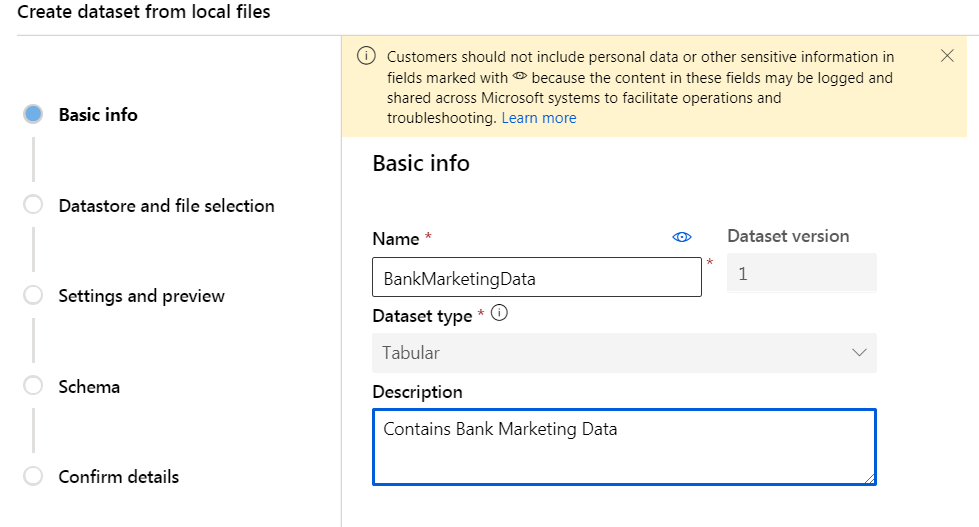 Create dataset from local files
Customers should not include personal data or other sensitive information in
fields marked with because the content in these fields may be logged and
shared across Microsoft systems to facilitate operations and
troubleshooting. Learn more
Basic info
Datastore and file selection
Settings and preview
Schema
Confirm details
Basic info
Name *
BankMarketingData
*
Dataset version
1
Dataset type *
Tabular
Description
Contains Bank Marketing Data